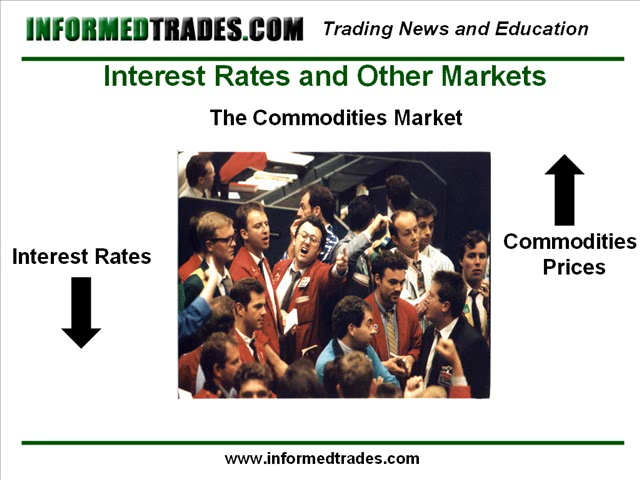 INFORMEDTRADES.COM Trading News and Education
Interest Rates and Other Markets
The Commodities Market
Interest Rates
Commodities
Prices
www.informedtrades.com